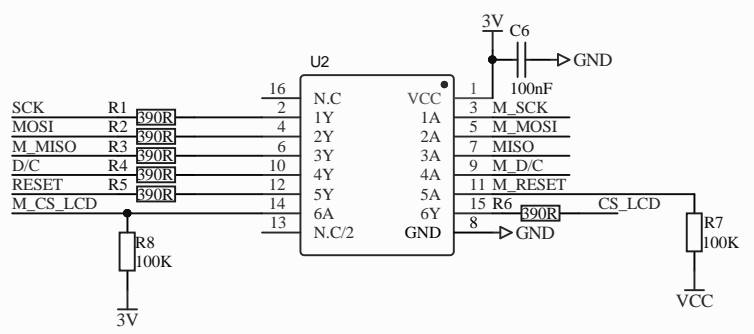 3V
C6
U2
GND
100nF
16
N.C
VCC
1
SCK
R1
390R
2
1Y
1A
3
M_SCK
MOSI
R2
390R
4
2Y
2A
5
M_MOSI
M_MISO
R3
390R
6
3Y
3A
7
MISO
D/C
R4
390R
10
4Y
4A
9
M_D/C
RESET
R5
390R
12
5Y
5A
11
M_RESET
M_CS_LCD
14
6A
6Y
15
R6
390R
CS_LCD
13
N.C/2
GND
8
GND
R7
100K
R8
100K
3V
VCC